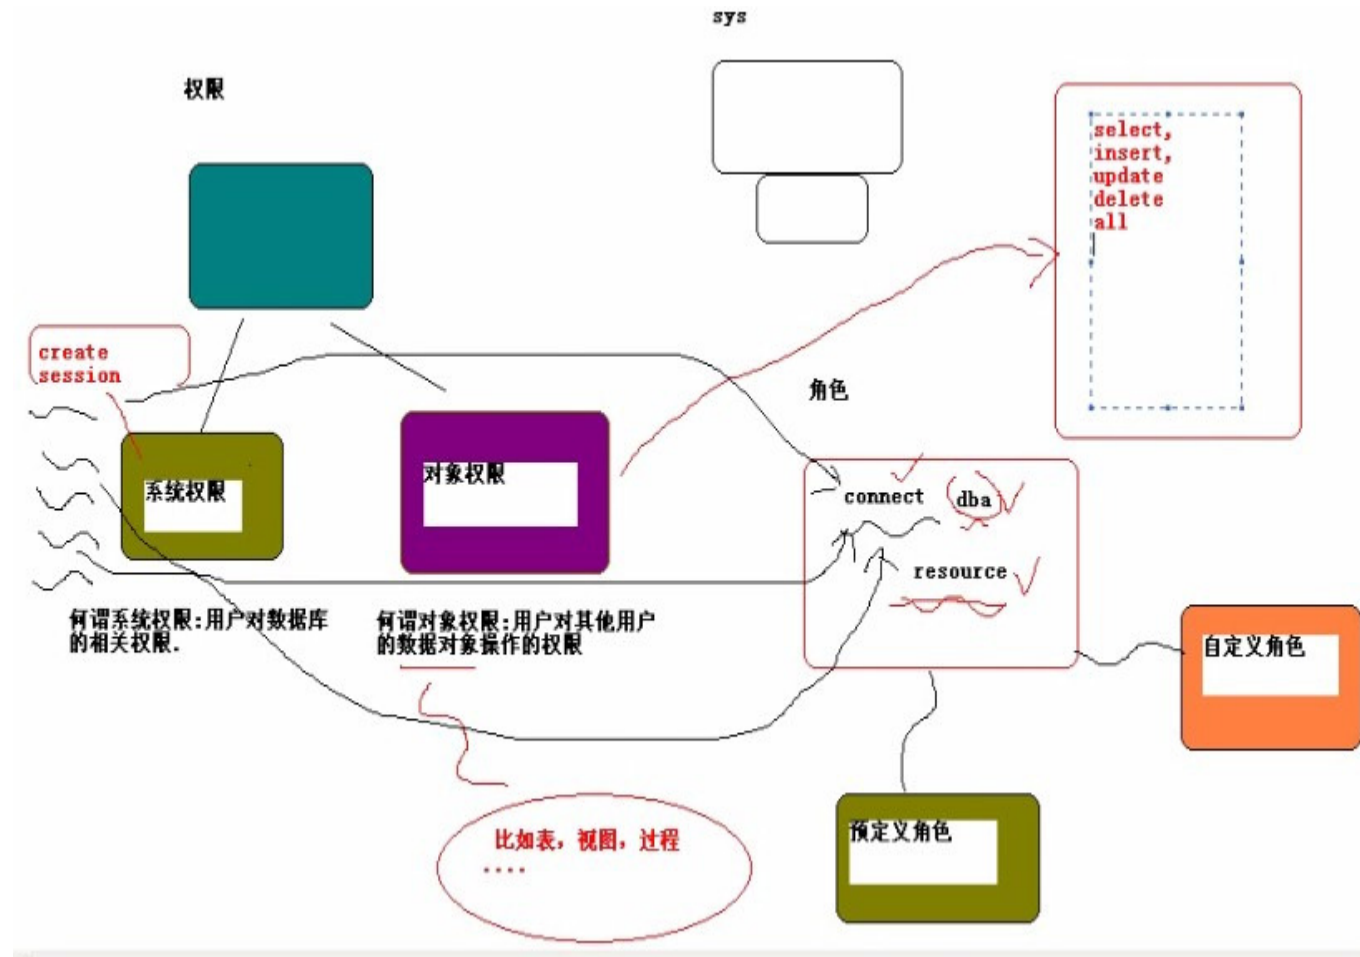 sys
权限
select,
insert,
update
delete
all
create
session
角色
对象权限
系统权限
connect
dba
resource
何谓系统权限:用户对数据库
的相关权限.
何谓对象权限:用户对其他用户
的数据对象操作的权限
自定义角色
预定义角色
比如表，视图，过程
....